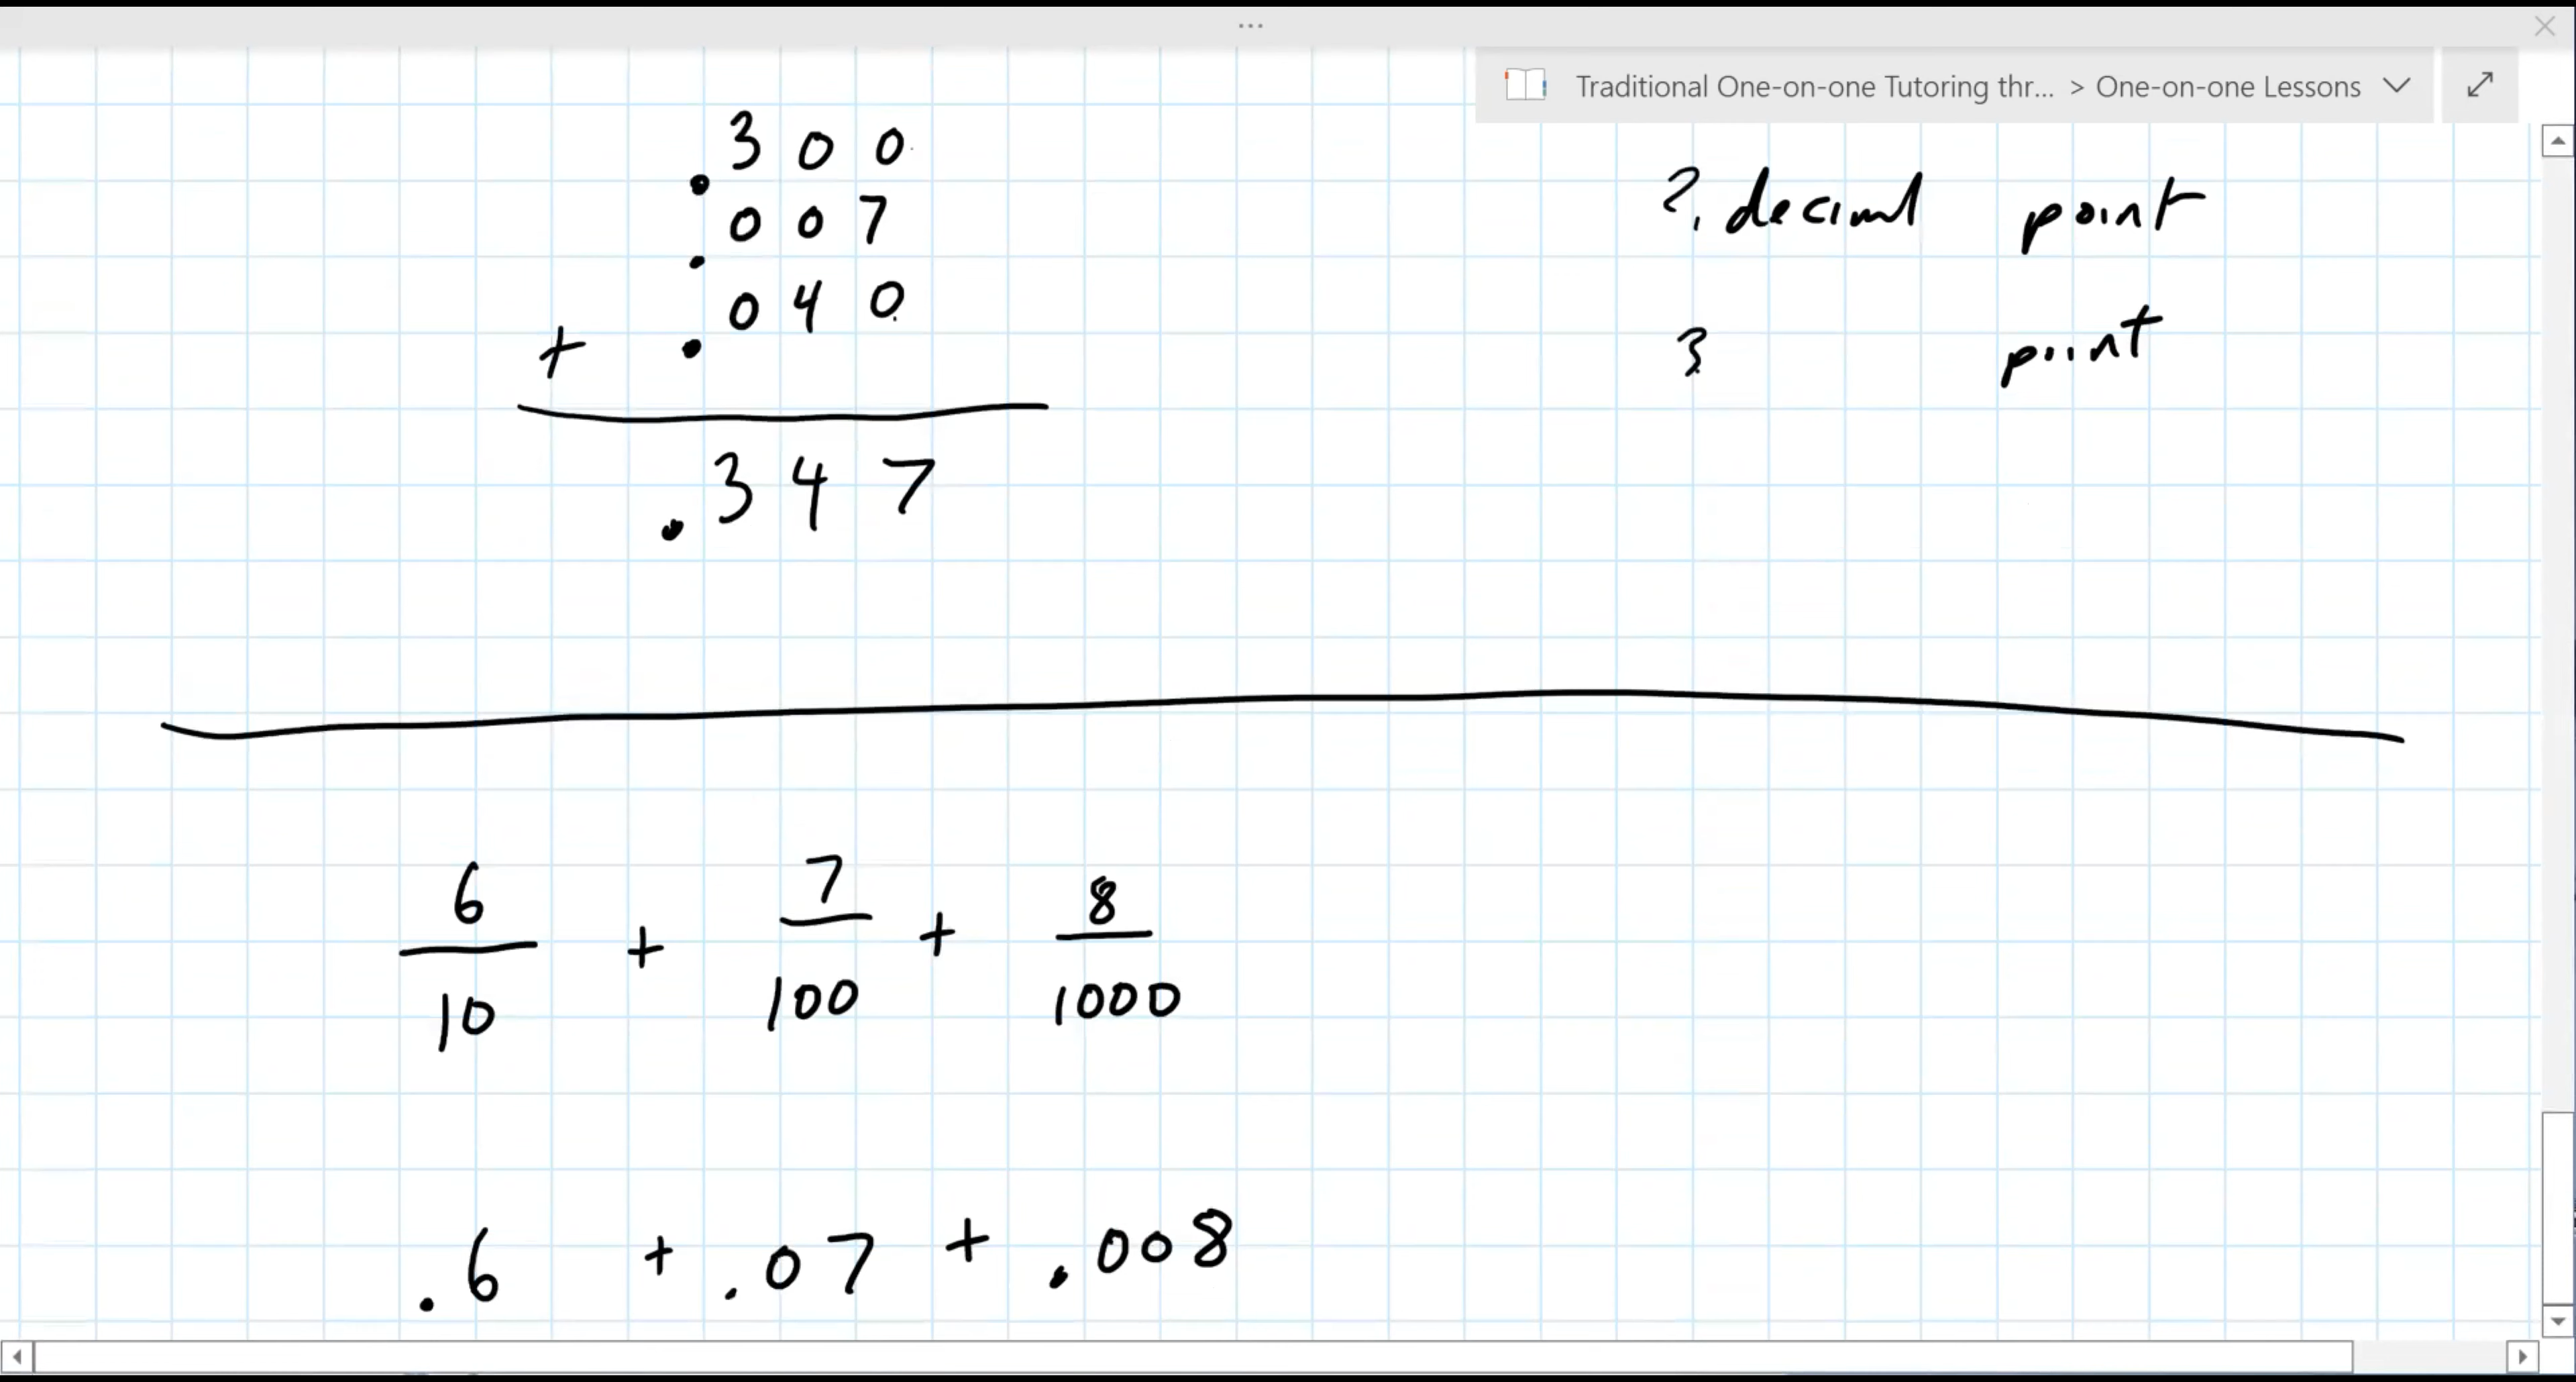 ...
Traditional One-on-one Tutoring thr... > One-on-one Lessons
.300
.007
+ .040
.347
2. deciml point
3 point
6/10 + 7/100 + 8/1000
.6 + .07 + .008